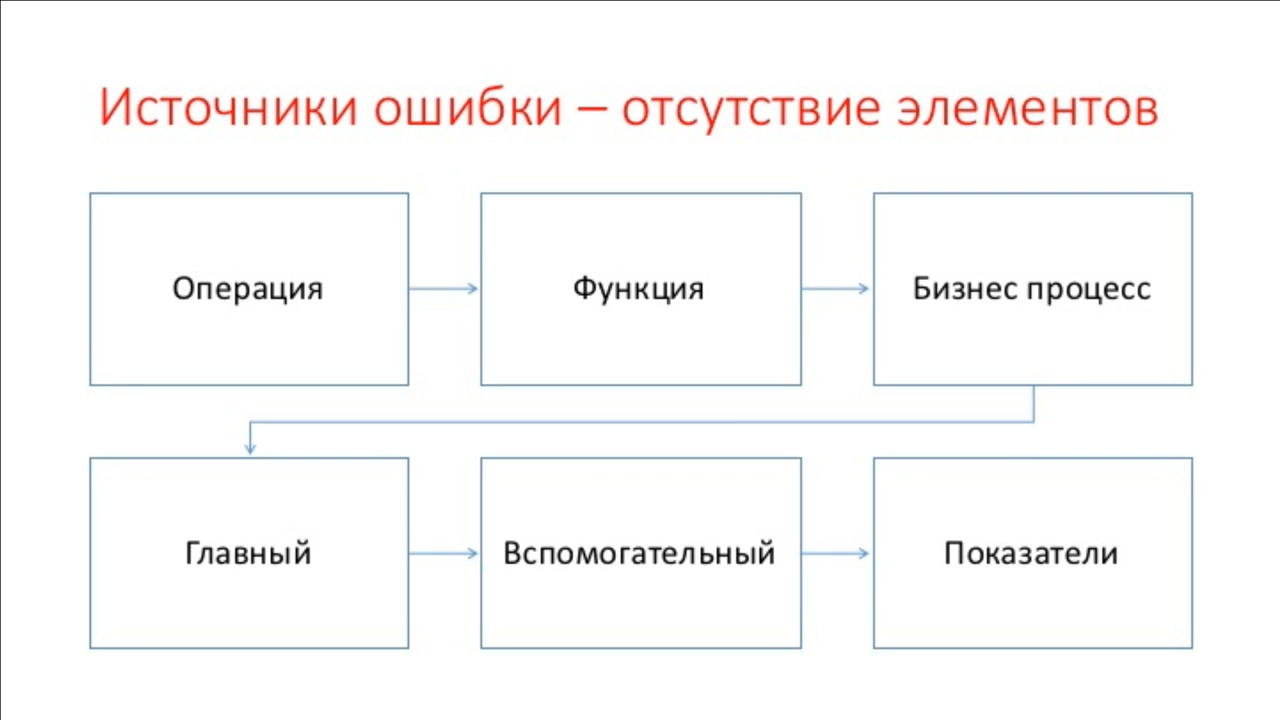 Источники ошибки – отсутствие элементов
Операция
Функция
Бизнес процесс
Главный
Вспомогательный
Показатели